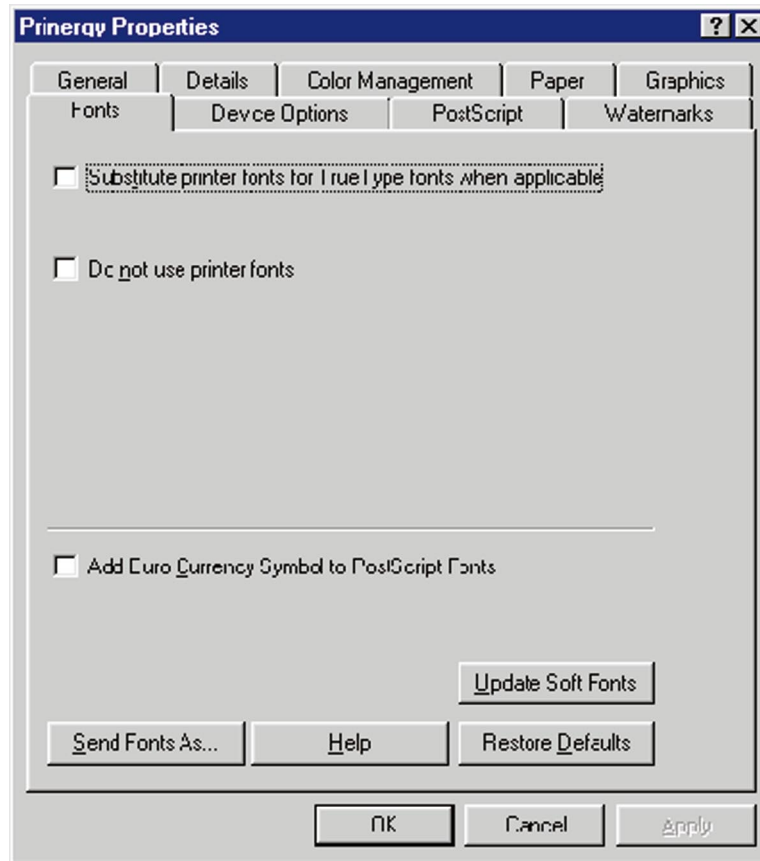 Prinergy Properties
General Details Color Management Paper Graphics
Fonts Device Options PostScript Watermarks
Substitute printer fonts for TrueType fonts when applicable
Do not use printer fonts
Add Euro Currency Symbol to PostScript Fonts
Update Soft Fonts
Send Fonts As... Help Restore Defaults
OK Cancel Apply